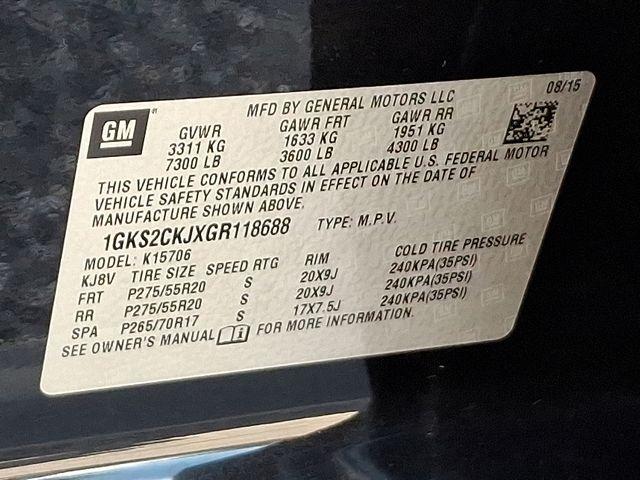 GM
MFD BY GENERAL MOTORS LLC 08/15
GVWR GAWR FRT GAWR RR
3311 KG 1633 KG 1951 KG
7300 LB 3600 LB 4300 LB
THIS VEHICLE CONFORMS TO ALL APPLICABLE U.S. FEDERAL MOTOR
VEHICLE SAFETY STANDARDS IN EFFECT ON THE DATE OF
MANUFACTURE SHOWN ABOVE.
1GKS2CKJXGR118688 TYPE: M.P.V.
MODEL: K15706
KJ8V TIRE SIZE SPEED RTG RIM COLD TIRE PRESSURE
FRT P275/55R20 S 20X9J 240KPA(35PSI)
RR P275/55R20 S 20X9J 240KPA(35PSI)
SPA P265/70R17 S 17X7.5J 240KPA(35PSI)
SEE OWNER'S MANUAL i FOR MORE INFORMATION.